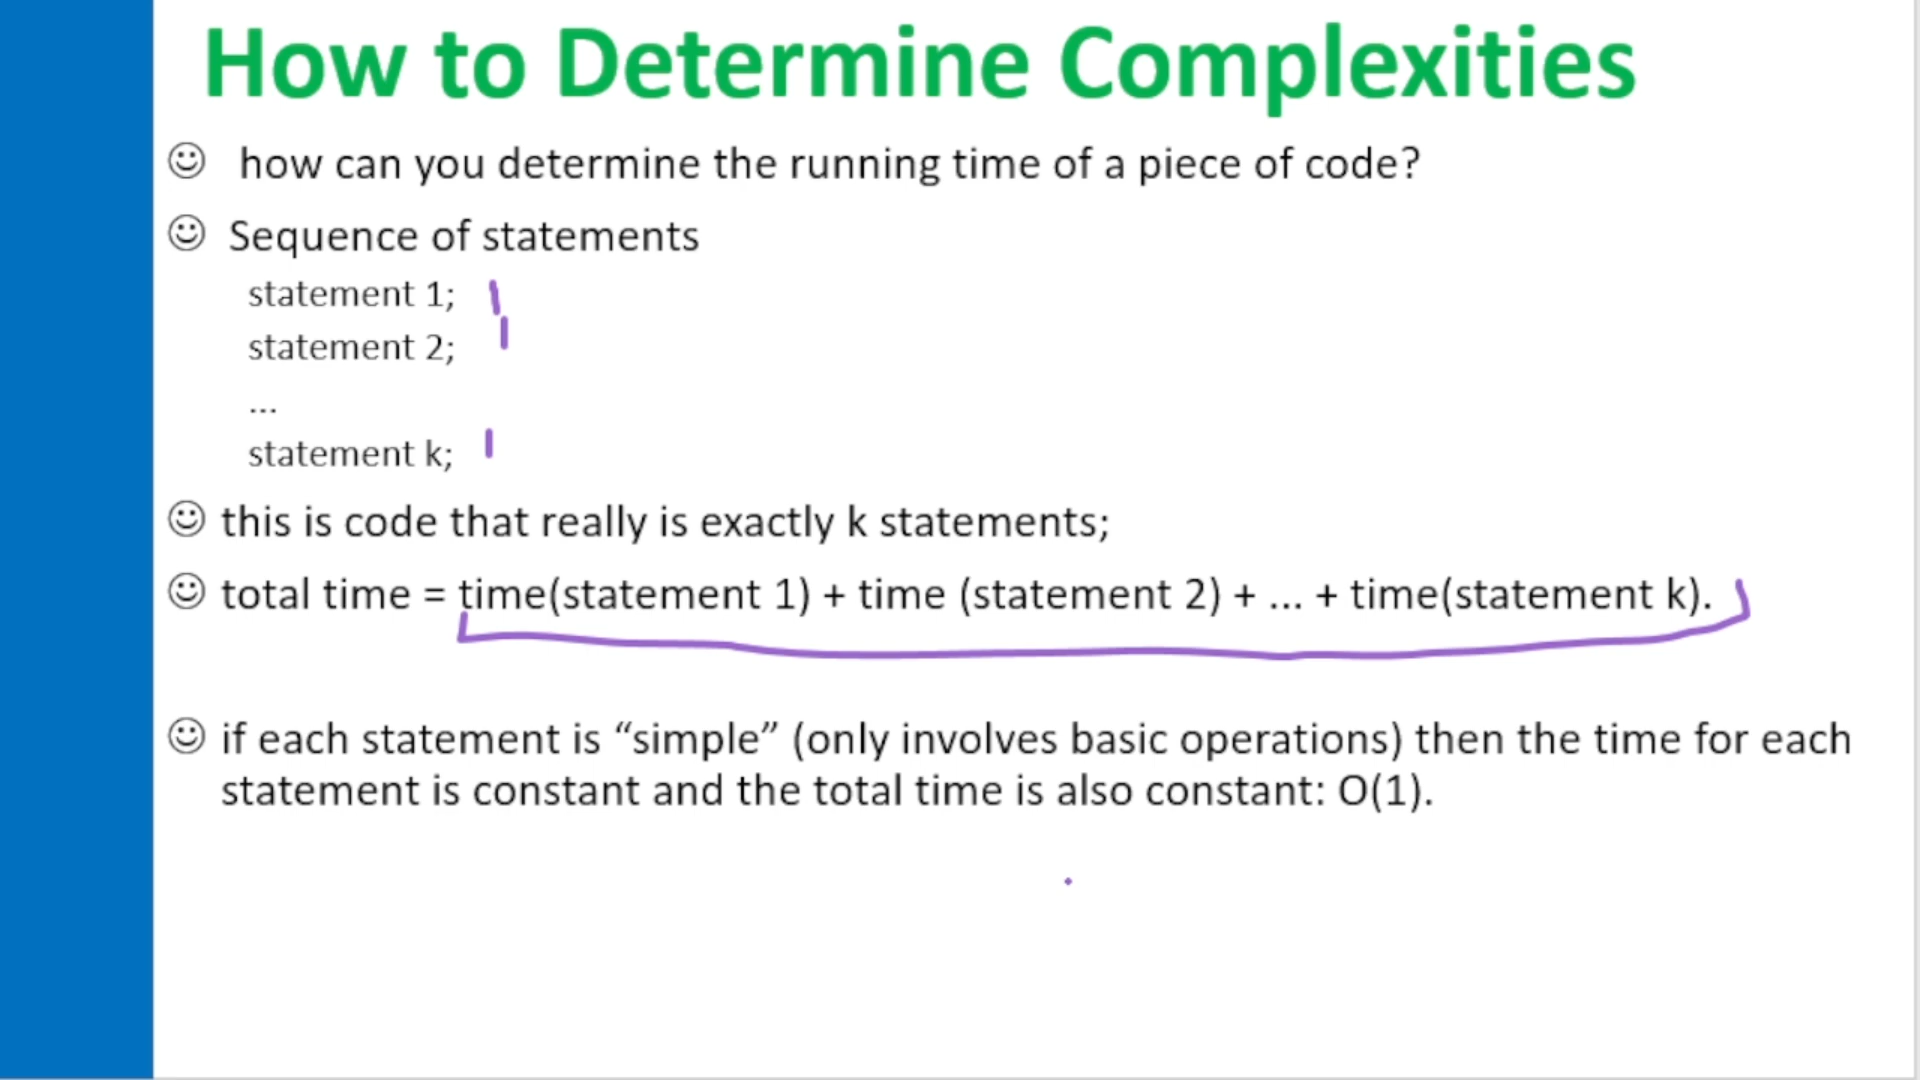 How to Determine Complexities
how can you determine the running time of a piece of code?
Sequence of statements
statement 1;
statement 2;
...
statement k;
this is code that really is exactly k statements;
total time = time(statement 1) + time (statement 2) + ... + time(statement k).
if each statement is “simple” (only involves basic operations) then the time for each
statement is constant and the total time is also constant: O(1).